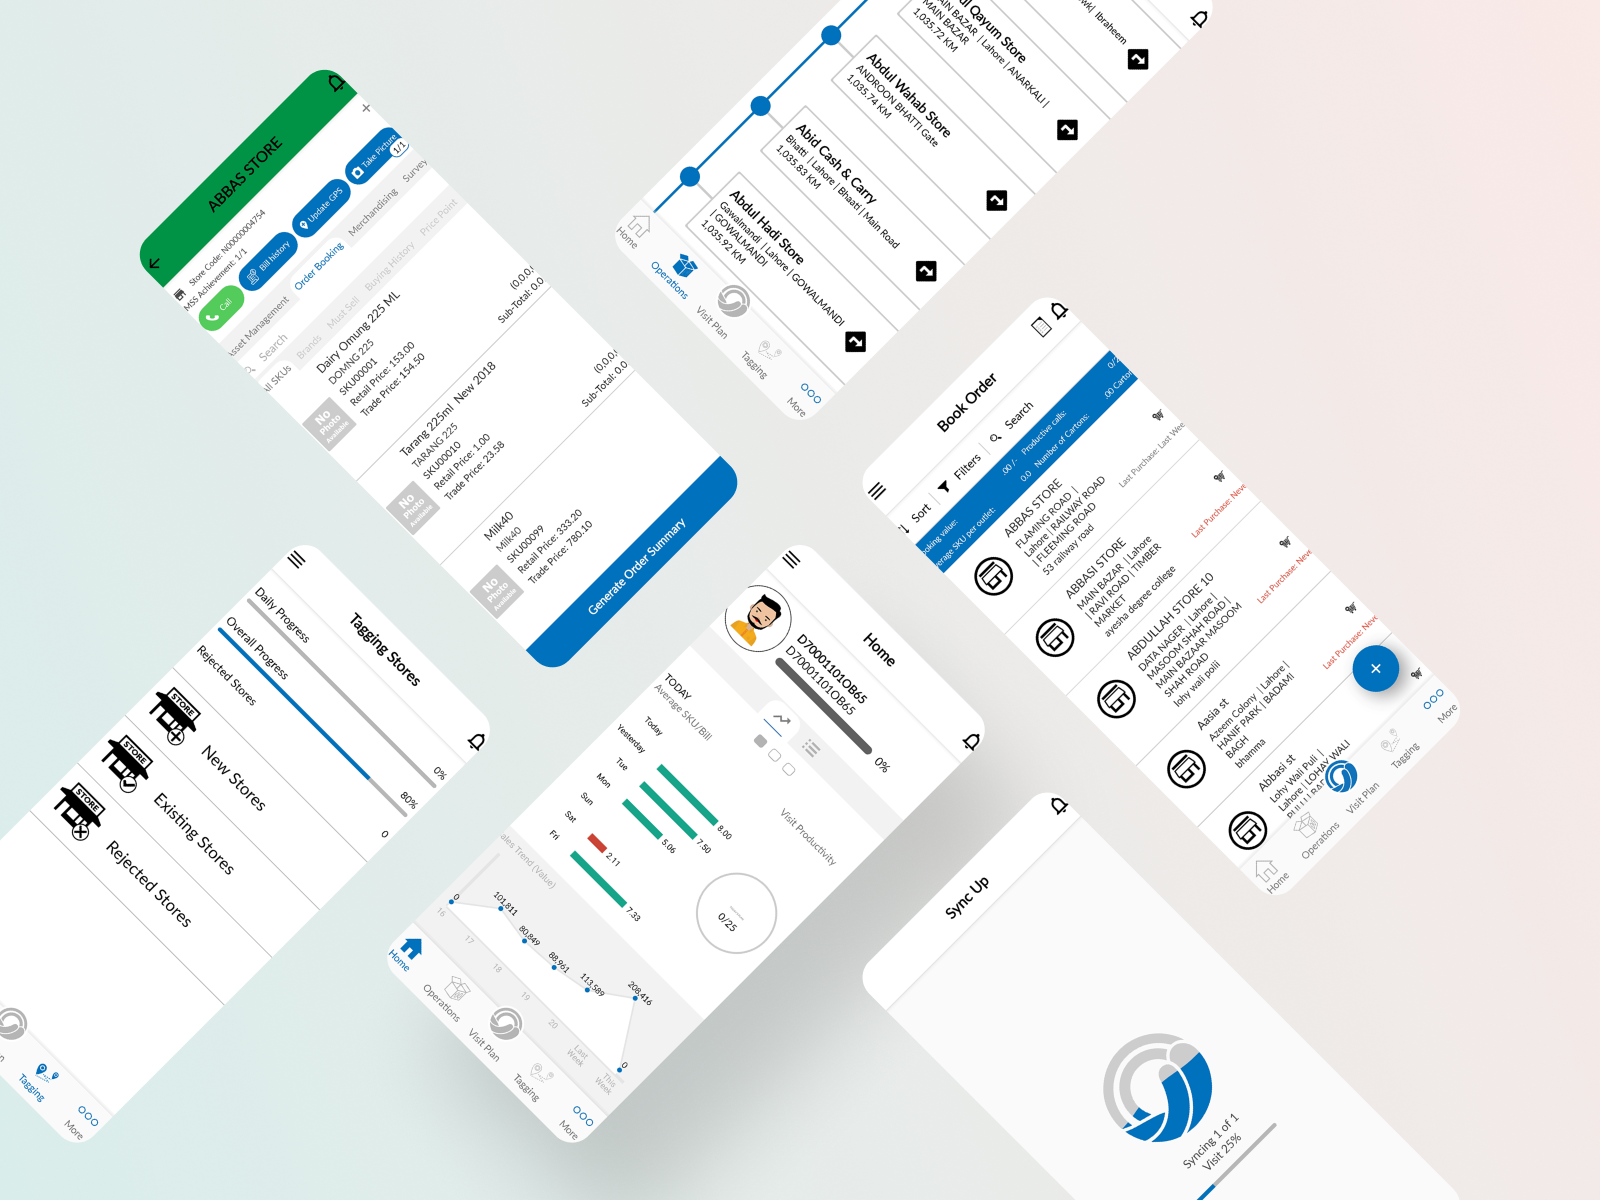 ABBAS STORE
Store Code: N00000004754
MSS Achievement: 1/1
Call
Bill history
Update GPS
Take Picture
1/1
Asset Management
Order Booking
Merchandising
Survey
Search
All SKUs
Brands
Must Sell
Buying History
Price Point
Dairy Omung 225 ML
DOMNG 225
SKU00001
Retail Price: 153.00
Trade Price: 154.50
(0,0,0,
Sub-Total: 0.0
No
Photo
Available
Tarang 225ml New 2018
TARANG 225
SKU00010
Retail Price: 1.00
Trade Price: 23.58
(0,0,0,
Sub-Total: 0.0
No
Photo
Available
Milk40
Milk40
SKU00099
Retail Price: 333.20
Trade Price: 780.10
No
Photo
Available
Generate Order Summary
Ibraheem
Qayum Store
MAIN BAZAR | Lahore | ANARKALI |
MAIN BAZAR
1,035.72 KM
Abdul Wahab Store
ANDROON BHATTI Gate
1,035.74 KM
Abid Cash & Carry
Bhatti | Lahore | Bhaati | Main Road
1,035.83 KM
Abdul Hadi Store
Gawalmandi | Lahore | GOWALMANDI
| GOWALMANDI
1,035.92 KM
Home
Operations
Visit Plan
Tagging
More
Book Order
Sort
Filters
Search
ooking value:
.00 /-
Productive calls:
0/2
erage SKU per outlet:
0.0
Number of Cartons:
.00 Carton
ABBAS STORE
FLAMING ROAD |
Lahore | RAILWAY ROAD
| FLEEMING ROAD
53 railway road
Last Purchase: Last Wee
ABBASI STORE
MAIN BAZAR | Lahore
| RAVI ROAD | TIMBER
MARKET
ayesha degree college
Last Purchase: Neve
ABDULLAH STORE 10
DATA NAGER | Lahore |
MASOOM SHAH ROAD |
MAIN BAZAAR MASOOM
SHAH ROAD
lohy wali poili
Last Purchase: Neve
Aasia st
Azeem Colony | Lahore |
HANIF PARK | BADAMI
BAGH
bhamma
Last Purchase: Neve
Abbasi st
Lohy Wali Puli |
Lahore | LOHAY WALI
Home
Operations
Visit Plan
Tagging
More
Tagging Stores
Daily Progress
0%
Overall Progress
80%
Rejected Stores
0
STORE
New Stores
STORE
Existing Stores
STORE
Rejected Stores
Tagging
More
Home
D70001101OB65
D70001101OB65
0%
TODAY
Average SKU/Bill
Today
Yesterday
8.00
Tue
7.50
Mon
5.06
Sun
Sat
2.11
Fri
7.33
Visit Productivity
0/25
ales Trend (Value)
0
101,811
80,849
88,961
113,589
208,416
0
16
17
18
19
20
Last
Week
This
Week
Home
Operations
Visit Plan
Tagging
More
Sync Up
Syncing 1 of 1
Visit 25%